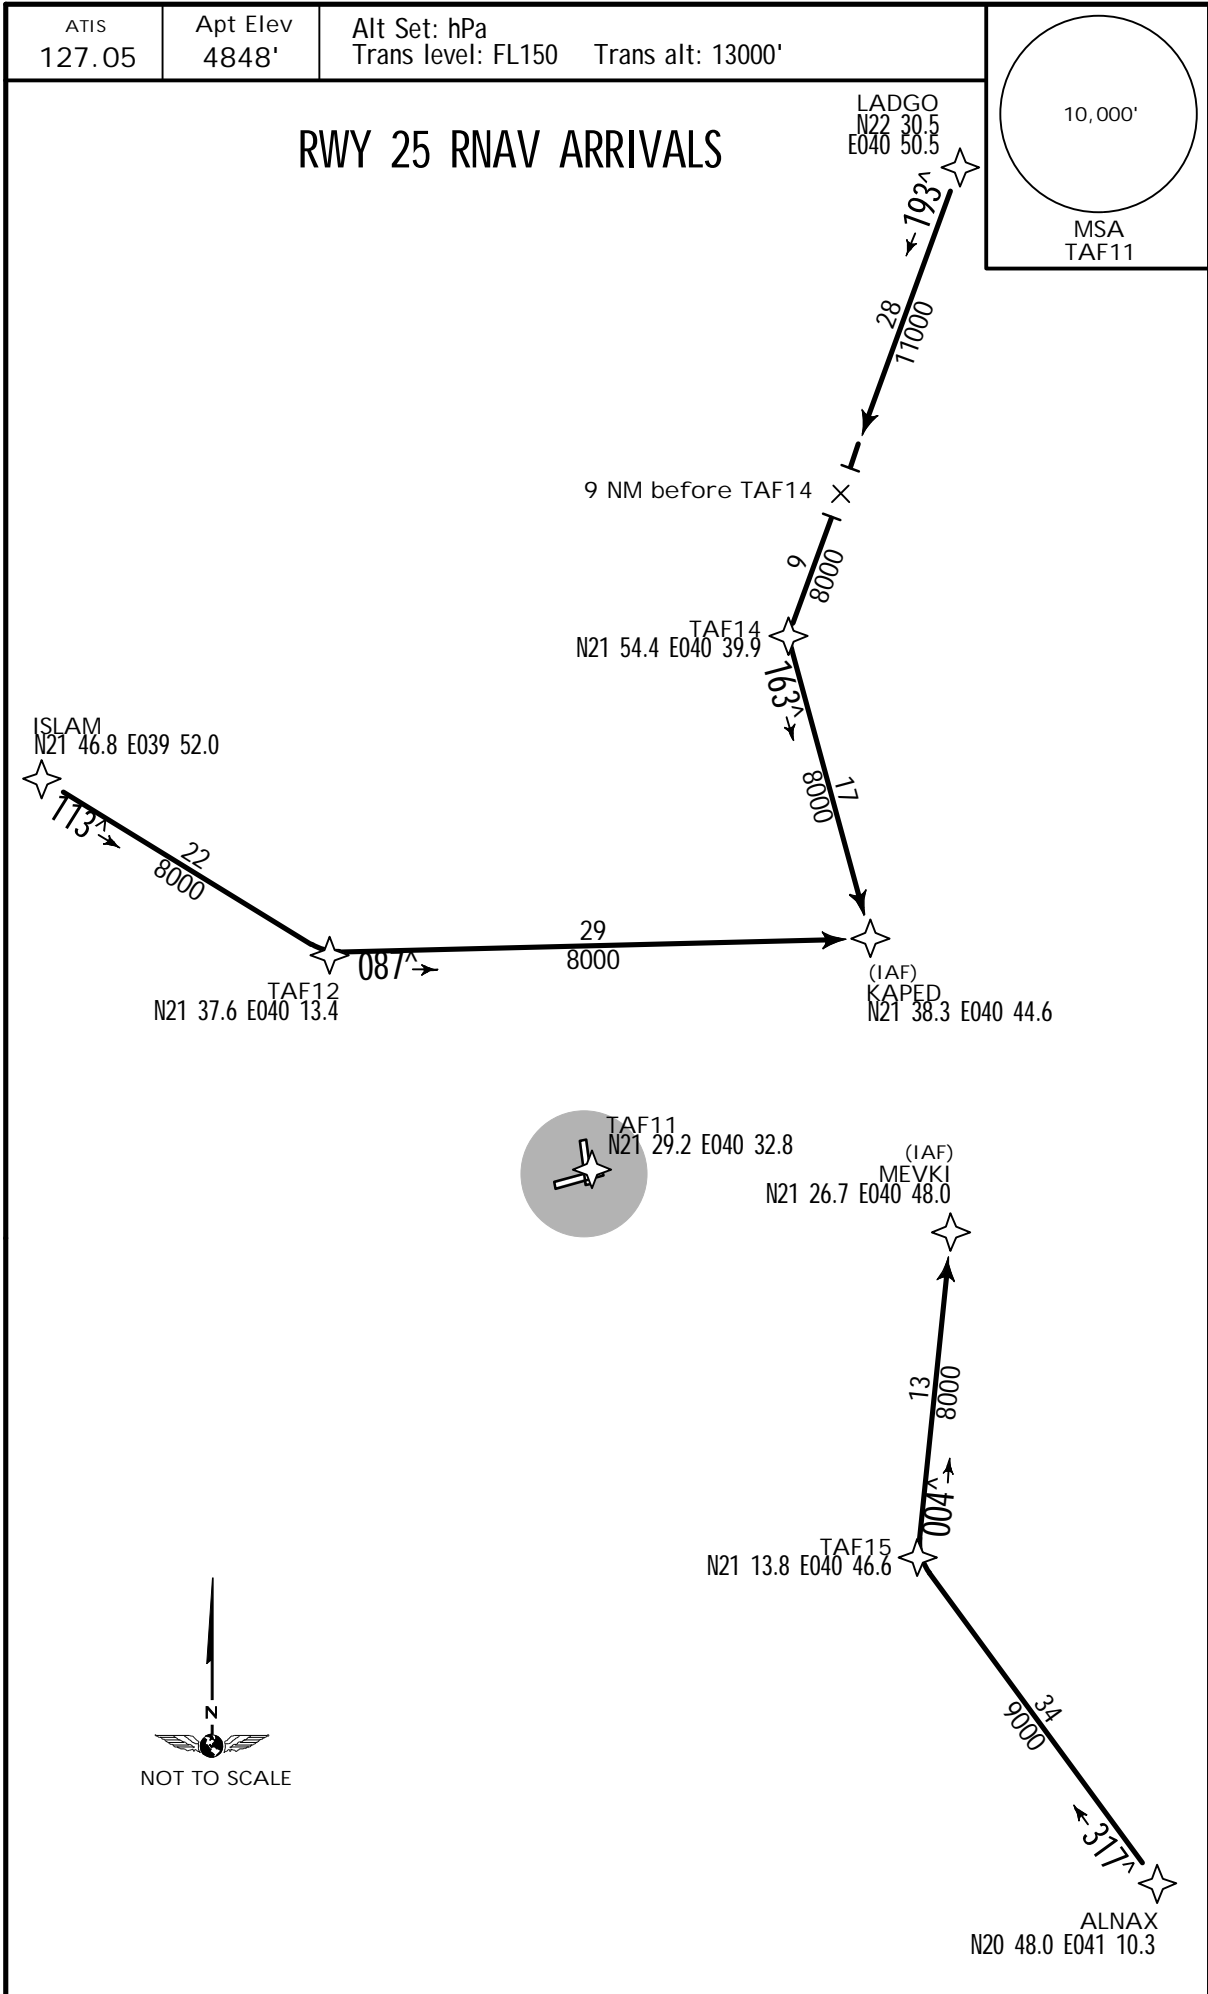 ATIS
127.05
Apt Elev
4848'
Alt Set: hPa
Trans level: FL150 Trans alt: 13000'
10,000'
MSA
TAF11
RWY 25 RNAV ARRIVALS
LADGO
N22 30.5
E040 50.5
193^
28
11000
9 NM before TAF14
9
8000
TAF14
N21 54.4 E040 39.9
163^
17
8000
ISLAM
N21 46.8 E039 52.0
113^
22
8000
TAF12
N21 37.6 E040 13.4
087^
29
8000
(IAF)
KAPED
N21 38.3 E040 44.6
TAF11
N21 29.2 E040 32.8
(IAF)
MEVKI
N21 26.7 E040 48.0
13
8000
004^
TAF15
N21 13.8 E040 46.6
34
9000
317^
ALNAX
N20 48.0 E041 10.3
N
NOT TO SCALE